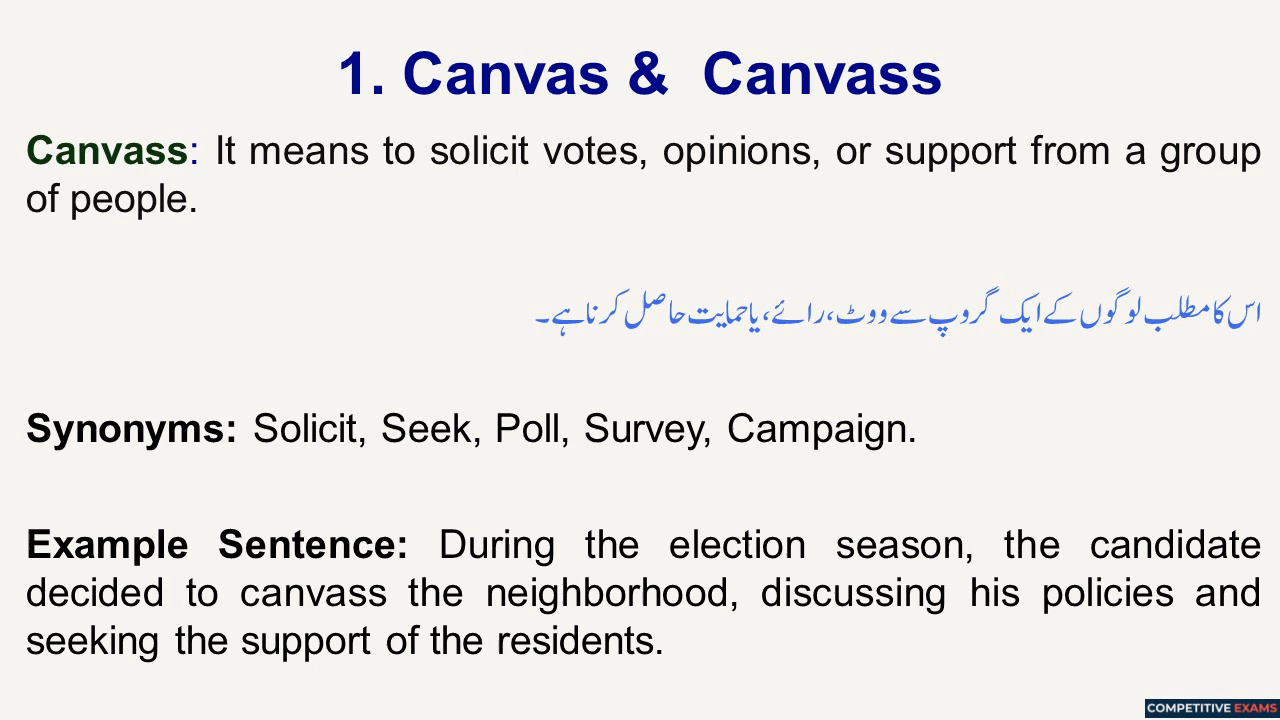 1. Canvas & Canvass
Canvass: It means to solicit votes, opinions, or support from a group
of people.
اس کا مطلب لوگوں کے ایک گروپ سے ووٹ، رائے، یا حمایت حاصل کرنا ہے۔
Synonyms: Solicit, Seek, Poll, Survey, Campaign.
Example Sentence: During the election season, the candidate
decided to canvass the neighborhood, discussing his policies and
seeking the support of the residents.
COMPETITIVE EXAMS